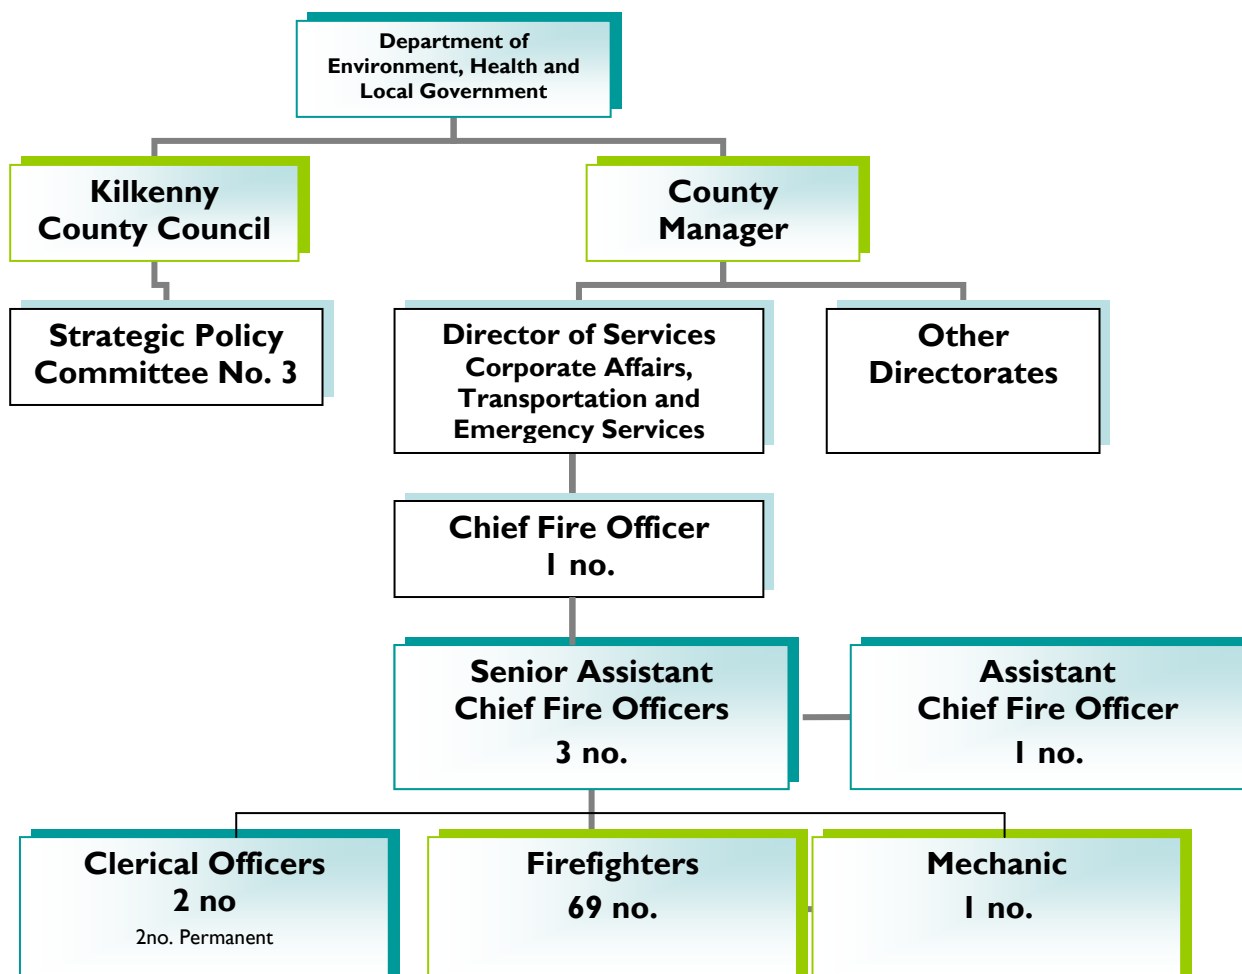 Department of
Environment, Health and
Local Government
Kilkenny
County Council
County
Manager
Strategic Policy
Committee No. 3
Director of Services
Corporate Affairs,
Transportation and
Emergency Services
Other
Directorates
Chief Fire Officer
1 no.
Senior Assistant
Chief Fire Officers
3 no.
Assistant
Chief Fire Officer
1 no.
Clerical Officers
2 no
2no. Permanent
Firefighters
69 no.
Mechanic
1 no.